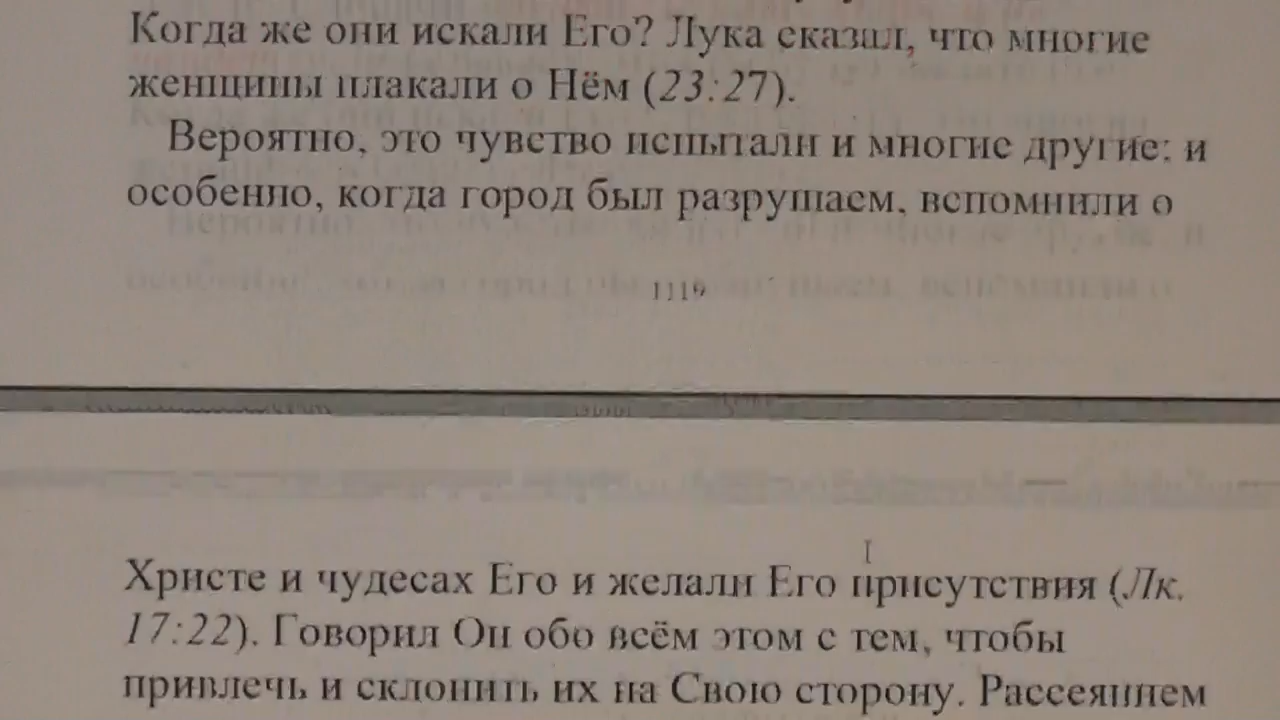 Когда же они искали Его? Лука сказал, что многие
женщины плакали о Нём (23:27).
Вероятно, это чувство испытали и многие другие: и
особенно, когда город был разрушаем, вспомнили о
1119
Христе и чудесах Его и желали Его присутствия (Лк.
17:22). Говорил Он обо всём этом с тем, чтобы
привлечь и склонить их на Свою сторону. Рассеянием